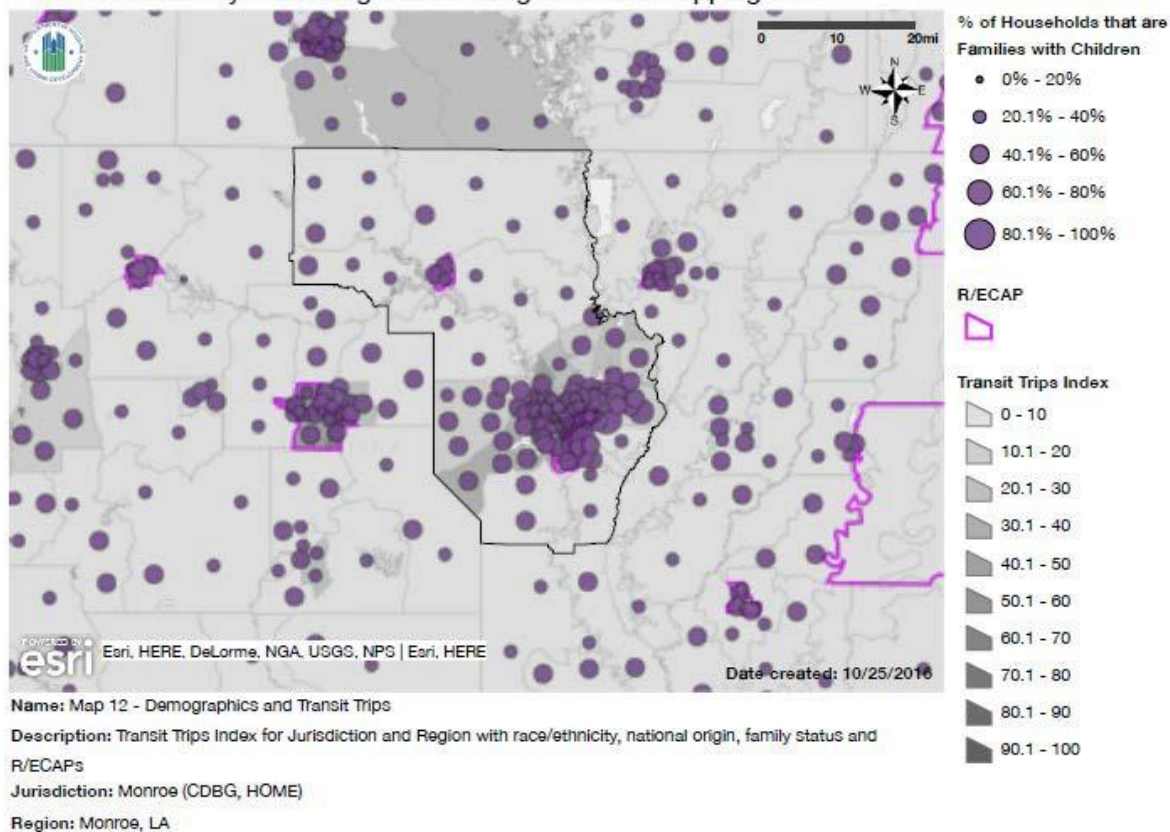 0 10 20mi
N
W E
S
% of Households that are
Families with Children
0% - 20%
20.1% - 40%
40.1% - 60%
60.1% - 80%
80.1% - 100%
R/ECAP
Transit Trips Index
0 - 10
10.1 - 20
20.1 - 30
30.1 - 40
40.1 - 50
50.1 - 60
60.1 - 70
70.1 - 80
80.1 - 90
90.1 - 100
POWERED BY
esri
Esri, HERE, DeLorme, NGA, USGS, NPS | Esri, HERE
Date created: 10/25/2016
Name: Map 12 - Demographics and Transit Trips
Description: Transit Trips Index for Jurisdiction and Region with race/ethnicity, national origin, family status and
R/ECAPs
Jurisdiction: Monroe (CDBG, HOME)
Region: Monroe, LA